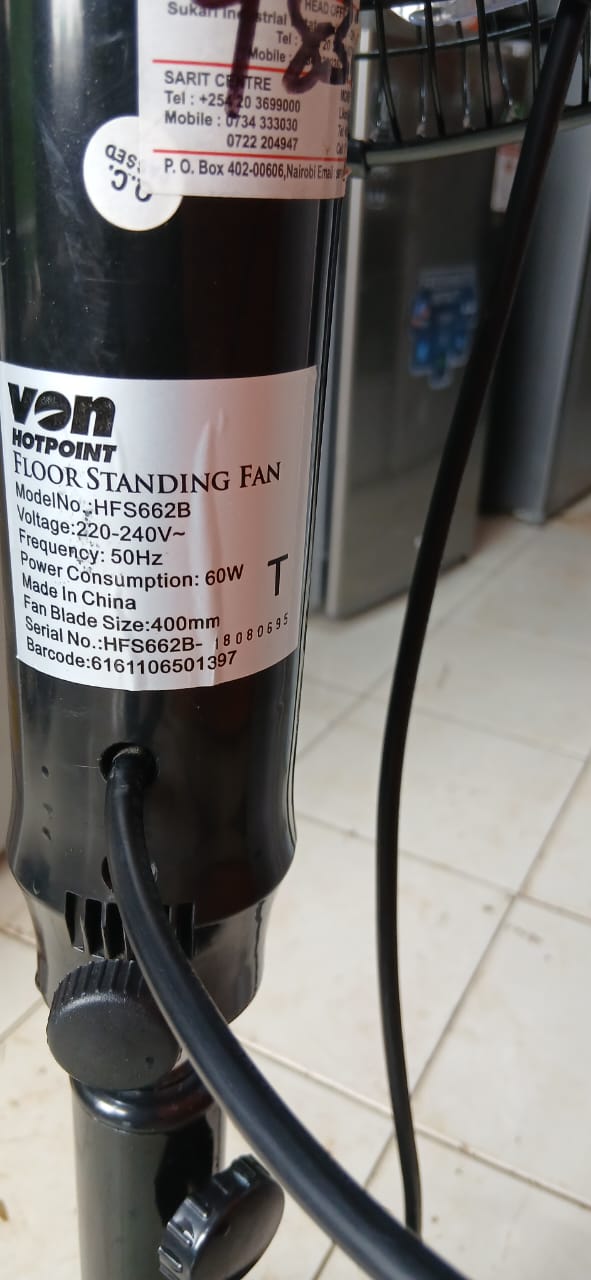 HEAD OFF
Sukari Industrial
Tel :
Mobile :
SARIT CENTRE
Tel : +254 20 3699000
Mobile : 0734 333030
0722 204947
P. O. Box 402-00606,Nairobi Email
Q.C.
von
HOTPOINT
FLOOR STANDING FAN
ModelNo.:HFS662B
Voltage:220-240V~
Frequency: 50Hz
Power Consumption: 60W
T
Made In China
Fan Blade Size:400mm
Serial No.:HFS662B- 18080695
Barcode:6161106501397